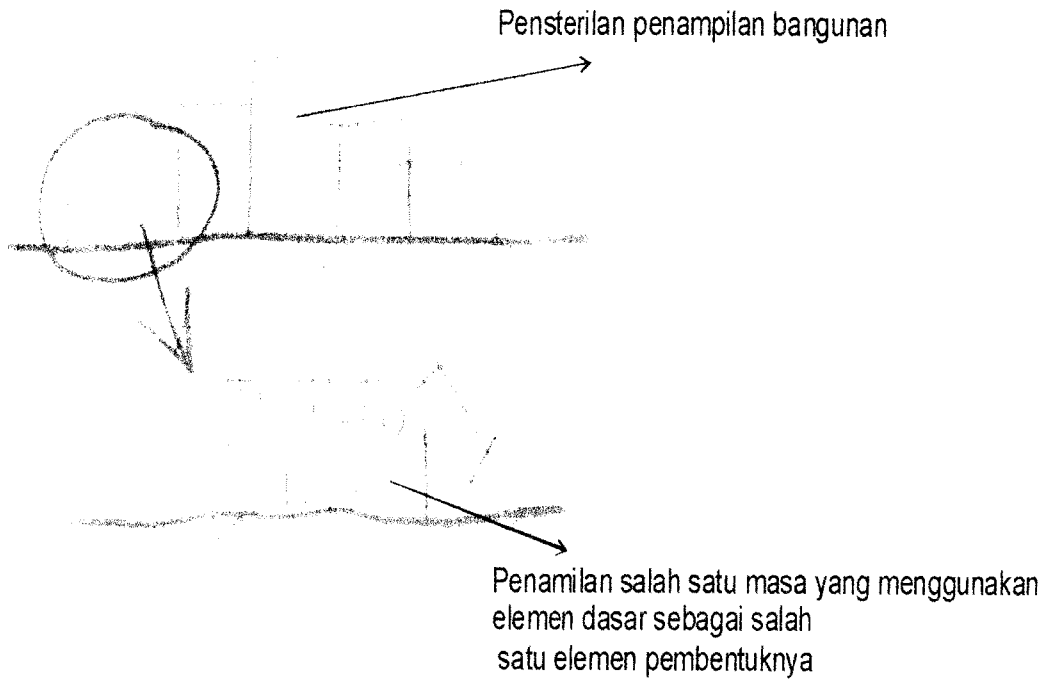 Pensterilan penampilan bangunan
Penamilan salah satu masa yang menggunakan
elemen dasar sebagai salah
satu elemen pembentuknya